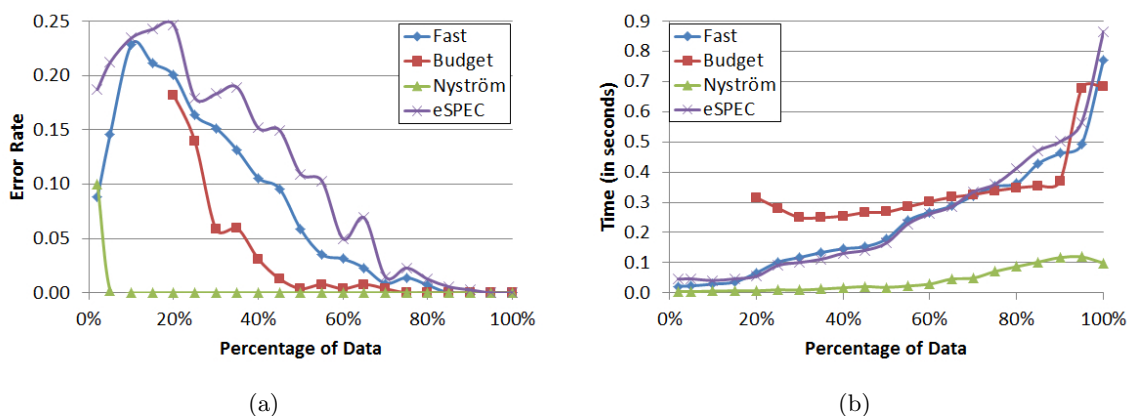 0.25
0.20
0.15
0.10
0.05
0.00
Error Rate
Fast
Budget
Nyström
eSPEC
0% 20% 40% 60% 80% 100%
Percentage of Data
(a)
0.9
0.8
0.7
0.6
0.5
0.4
0.3
0.2
0.1
0.0
Time (in seconds)
Fast
Budget
Nyström
eSPEC
0% 20% 40% 60% 80% 100%
Percentage of Data
(b)